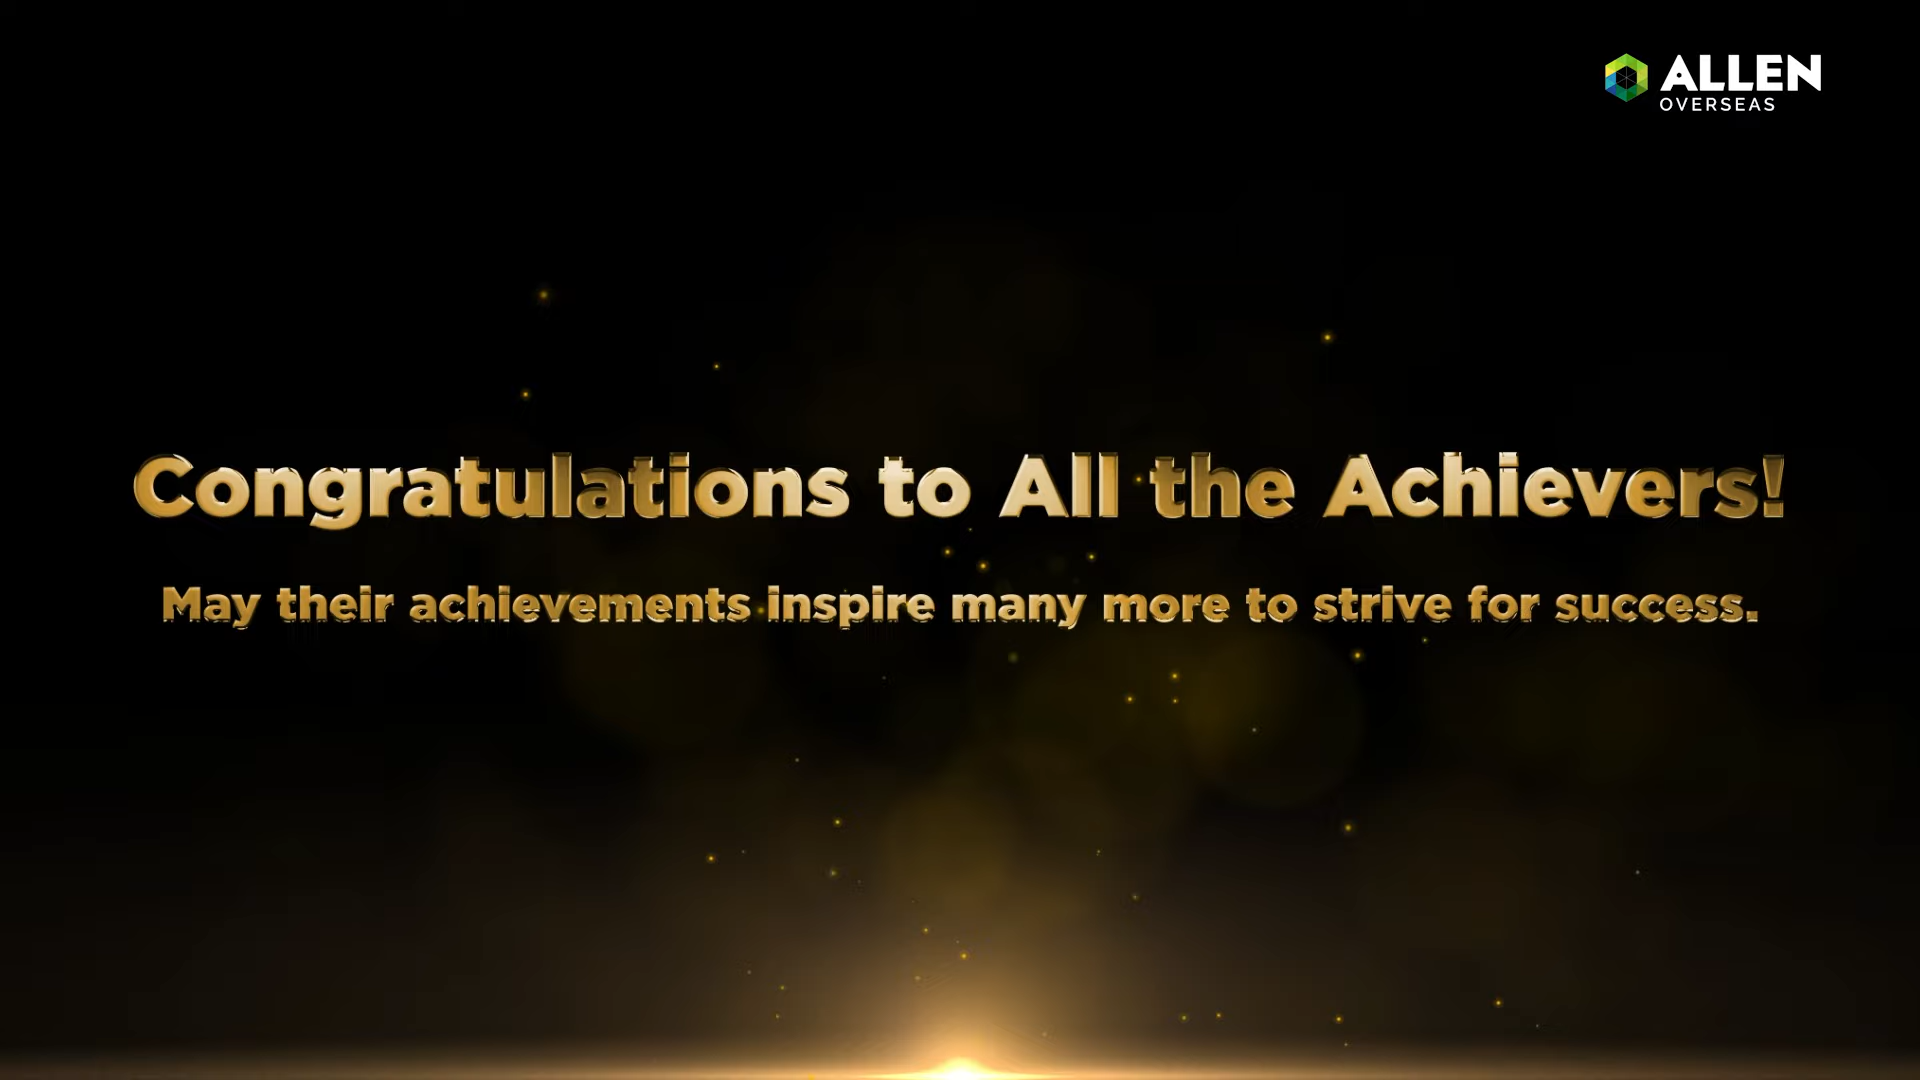 ALLEN
OVERSEAS
Congratulations to All the Achievers!
May their achievements inspire many more to strive for success.